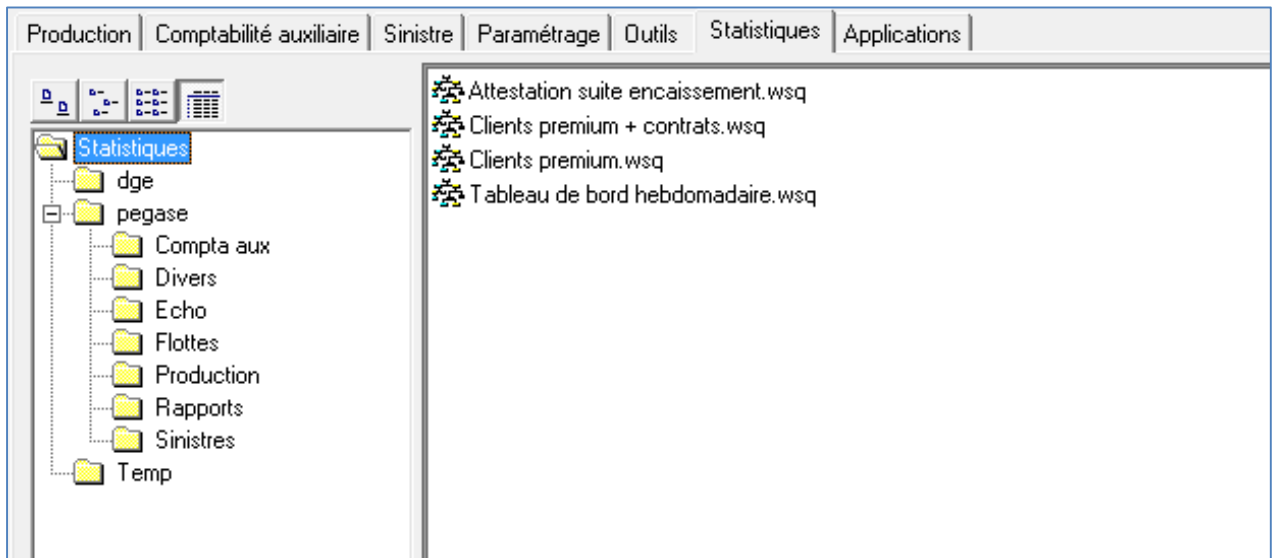 Production Comptabilité auxiliaire Sinistre Paramétrage Outils Statistiques Applications
Statistiques
dge
pegase
Compta aux
Divers
Echo
Flottes
Production
Rapports
Sinistres
Temp
Attestation suite encaissement.wsq
Clients premium + contrats.wsq
Clients premium.wsq
Tableau de bord hebdomadaire.wsq